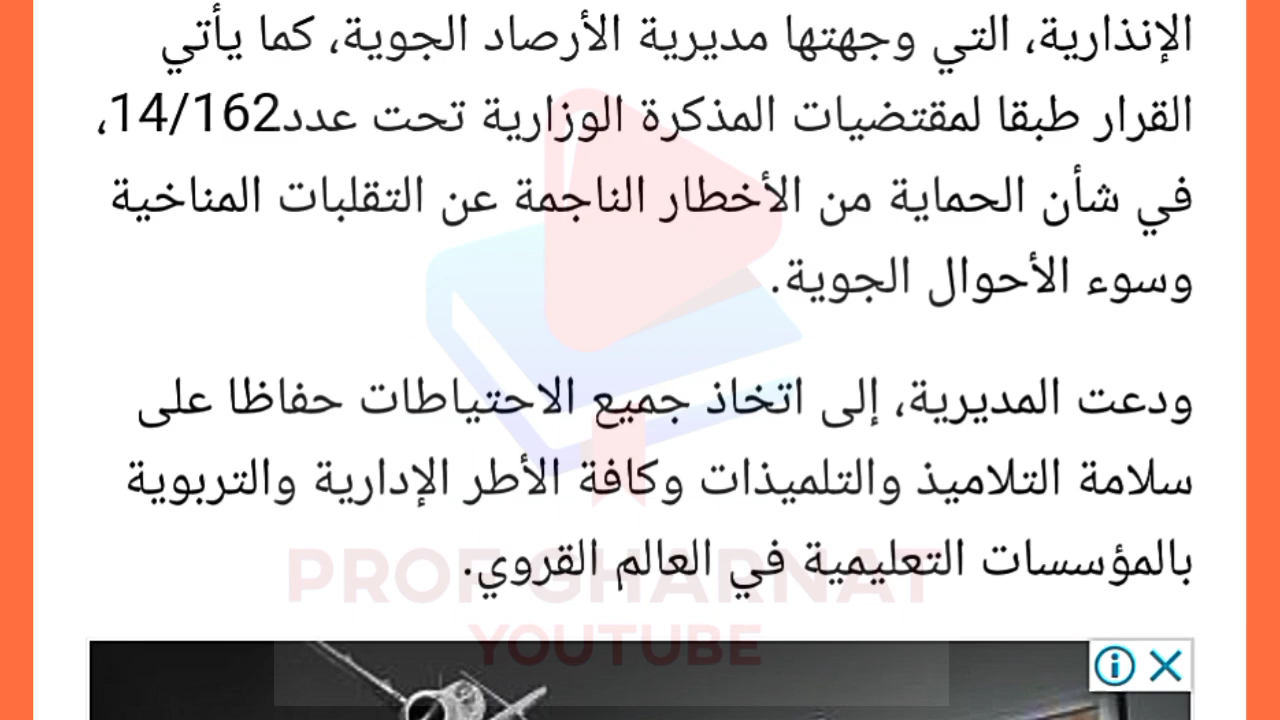 الإنذارية، التي وجهتها مديرية الأرصاد الجوية، كما يأتي
القرار طبقا لمقتضيات المذكرة الوزارية تحت عدد14/162،
في شأن الحماية من الأخطار الناجمة عن التقلبات المناخية
وسوء الأحوال الجوية.
ودعت المديرية، إلى اتخاذ جميع الاحتياطات حفاظا على
سلامة التلاميذ والتلميذات وكافة الأطر الإدارية والتربوية
بالمؤسسات التعليمية في العالم القروي.
PROF GHARNAT
YOUTUBE